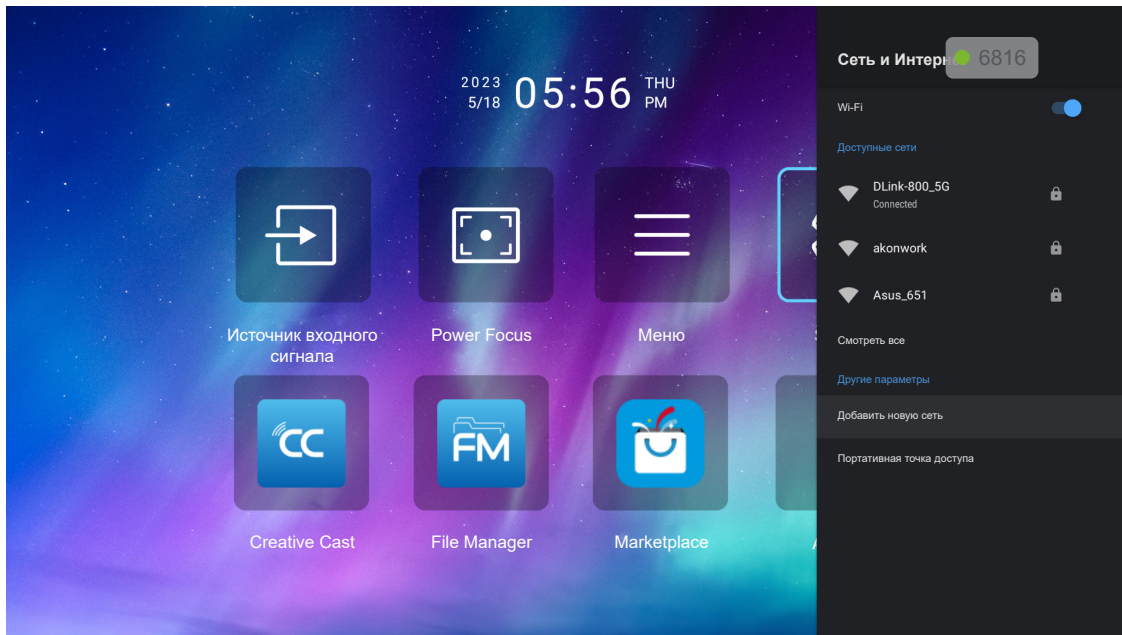 2023
5/18
05:56
THU
PM
Источник входного
сигнала
Power Focus
Меню
CC
Creative Cast
FM
File Manager
Marketplace
Сеть и Интерн
6816
Wi-Fi
Доступные сети
DLink-800_5G
Connected
akonwork
Asus_651
Смотреть все
Другие параметры
Добавить новую сеть
Портативная точка доступа